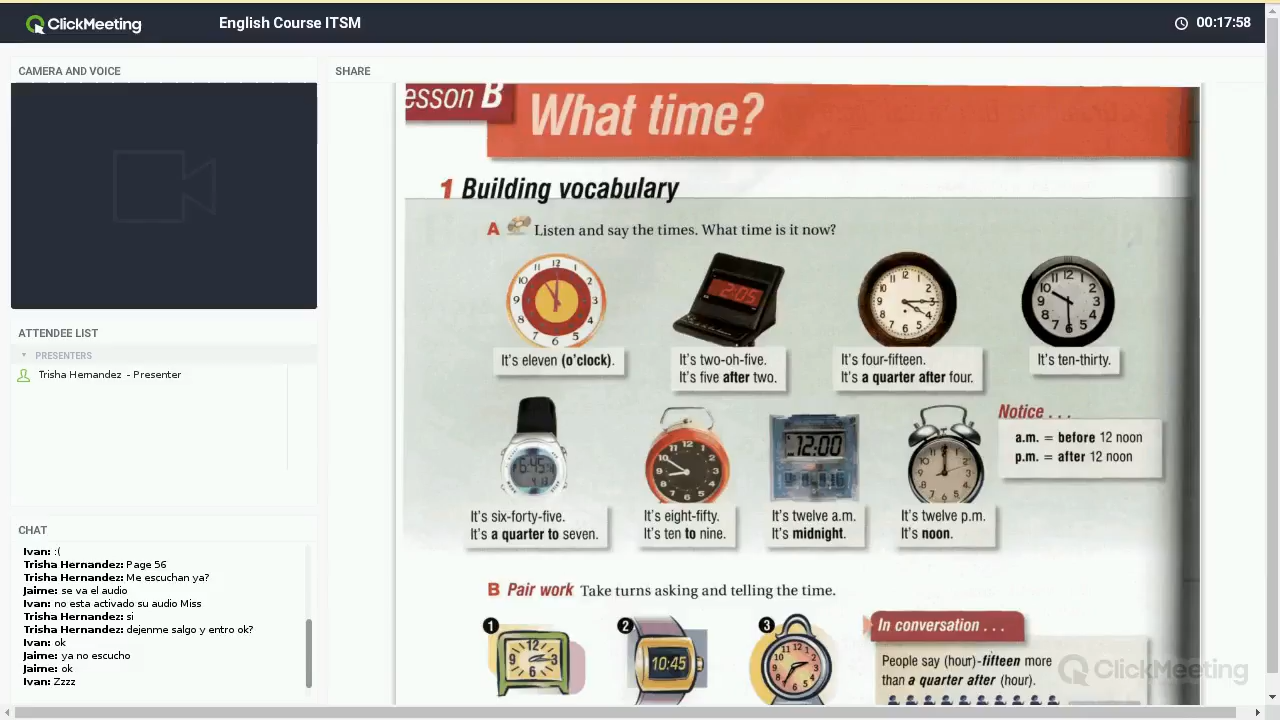 ClickMeeting
English Course ITSM
00:17:58
CAMERA AND VOICE
SHARE
ATTENDEE LIST
PRESENTERS
Trisha Hernandez - Presenter
CHAT
Ivan: :(
Trisha Hernandez: Page 56
Trisha Hernandez: Me escuchan ya?
Jaime: se va el audio
Ivan: no esta activado su audio Miss
Trisha Hernandez: si
Trisha Hernandez: dejenme salgo y entro ok?
Ivan: ok
Jaime: ya no escucho
Jaime: ok
Ivan: Zzzz
esson B
What time?
1 Building vocabulary
A Listen and say the times. What time is it now?
2:05
It's eleven (o'clock).
It's two-oh-five.
It's five after two.
It's four-fifteen.
It's a quarter after four.
It's ten-thirty.
Notice . . .
a.m. = before 12 noon
p.m. = after 12 noon
6:45
12:00
It's six-forty-five.
It's a quarter to seven.
It's eight-fifty.
It's ten to nine.
It's twelve a.m.
It's midnight.
It's twelve p.m.
It's noon.
B Pair work Take turns asking and telling the time.
1
2
3
10:45
In conversation . . .
People say (hour)-fifteen more
than a quarter after (hour).
ClickMeeting